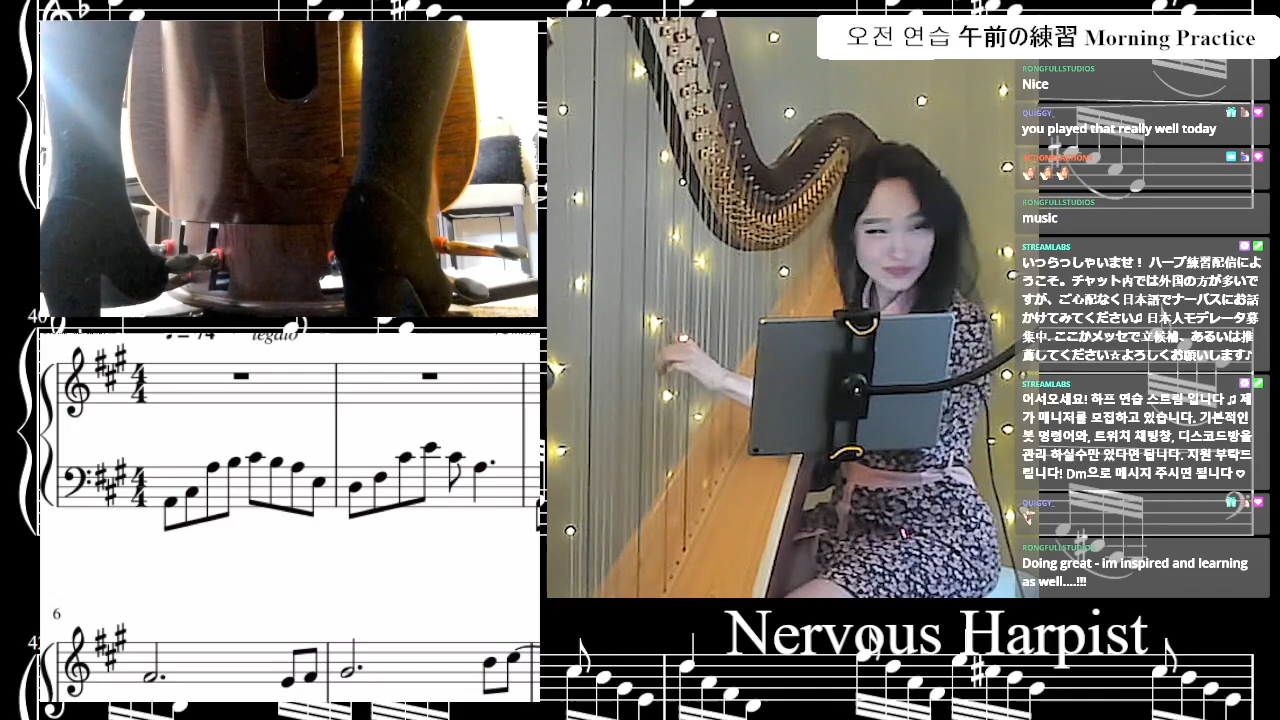 오전 연습 午前の練習 Morning Practice
RONGFULLSTUDIOS
Nice
QUIGGY_
you played that really well today
RONGFULLSTUDIOS
music
STREAMLABS
いらっしゃいませ！ ハープ練習配信によ
うこそ。チャット内では外国の方が多いで
すが、ご心配なく日本語でナーバスにお話
かけてみてください♫ 日本人モデレータ募
集中. ここかメッセで立候補、あるいは推
薦してください☆よろしくお願いします♪
STREAMLABS
어서오세요! 하프 연습 스트림 입니다 ♫ 제
가 매니저를 모집하고 있습니다. 기본적인
봇 명령어와, 트위치 채팅창, 디스코드방을
관리 하실수만 있다면 됩니다. 지원 부탁드
립니다! Dm으로 메시지 주시면 됩니다 ♡
QUIGGY_
RONGFULLSTUDIOS
Doing great - im inspired and learning
as well....!!!
40
legato
6
42
Nervous Harpist